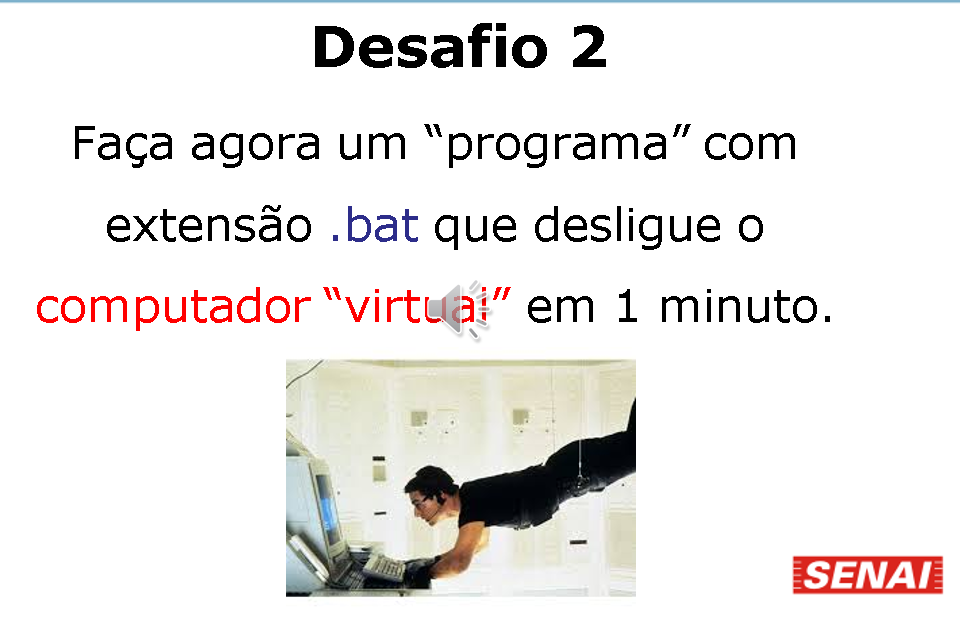 Desafio 2
Faça agora um “programa” com
extensão .bat que desligue o
computador “virtual” em 1 minuto.
SENAI